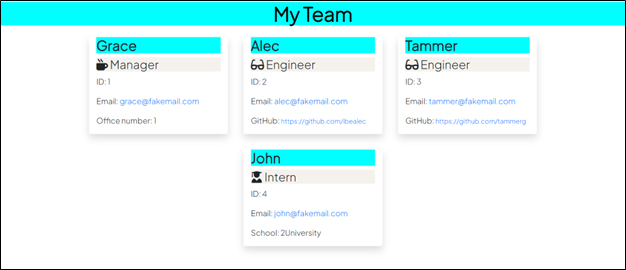 My Team
Grace
Manager
ID: 1
Email: grace@fakemail.com
Office number: 1
Alec
Engineer
ID: 2
Email: alec@fakemail.com
GitHub: https://github.com/ibealec
Tammer
Engineer
ID: 3
Email: tammer@fakemail.com
GitHub: https://github.com/tammerg
John
Intern
ID: 4
Email: john@fakemail.com
School: 2University